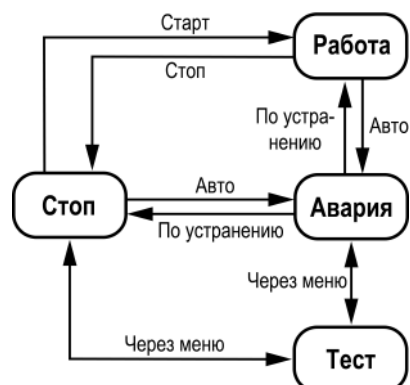 Старт
Работа
Стоп
По устра-
нению
Авто
Стоп
Авто
Авария
По устранению
Через меню
Через меню
Тест